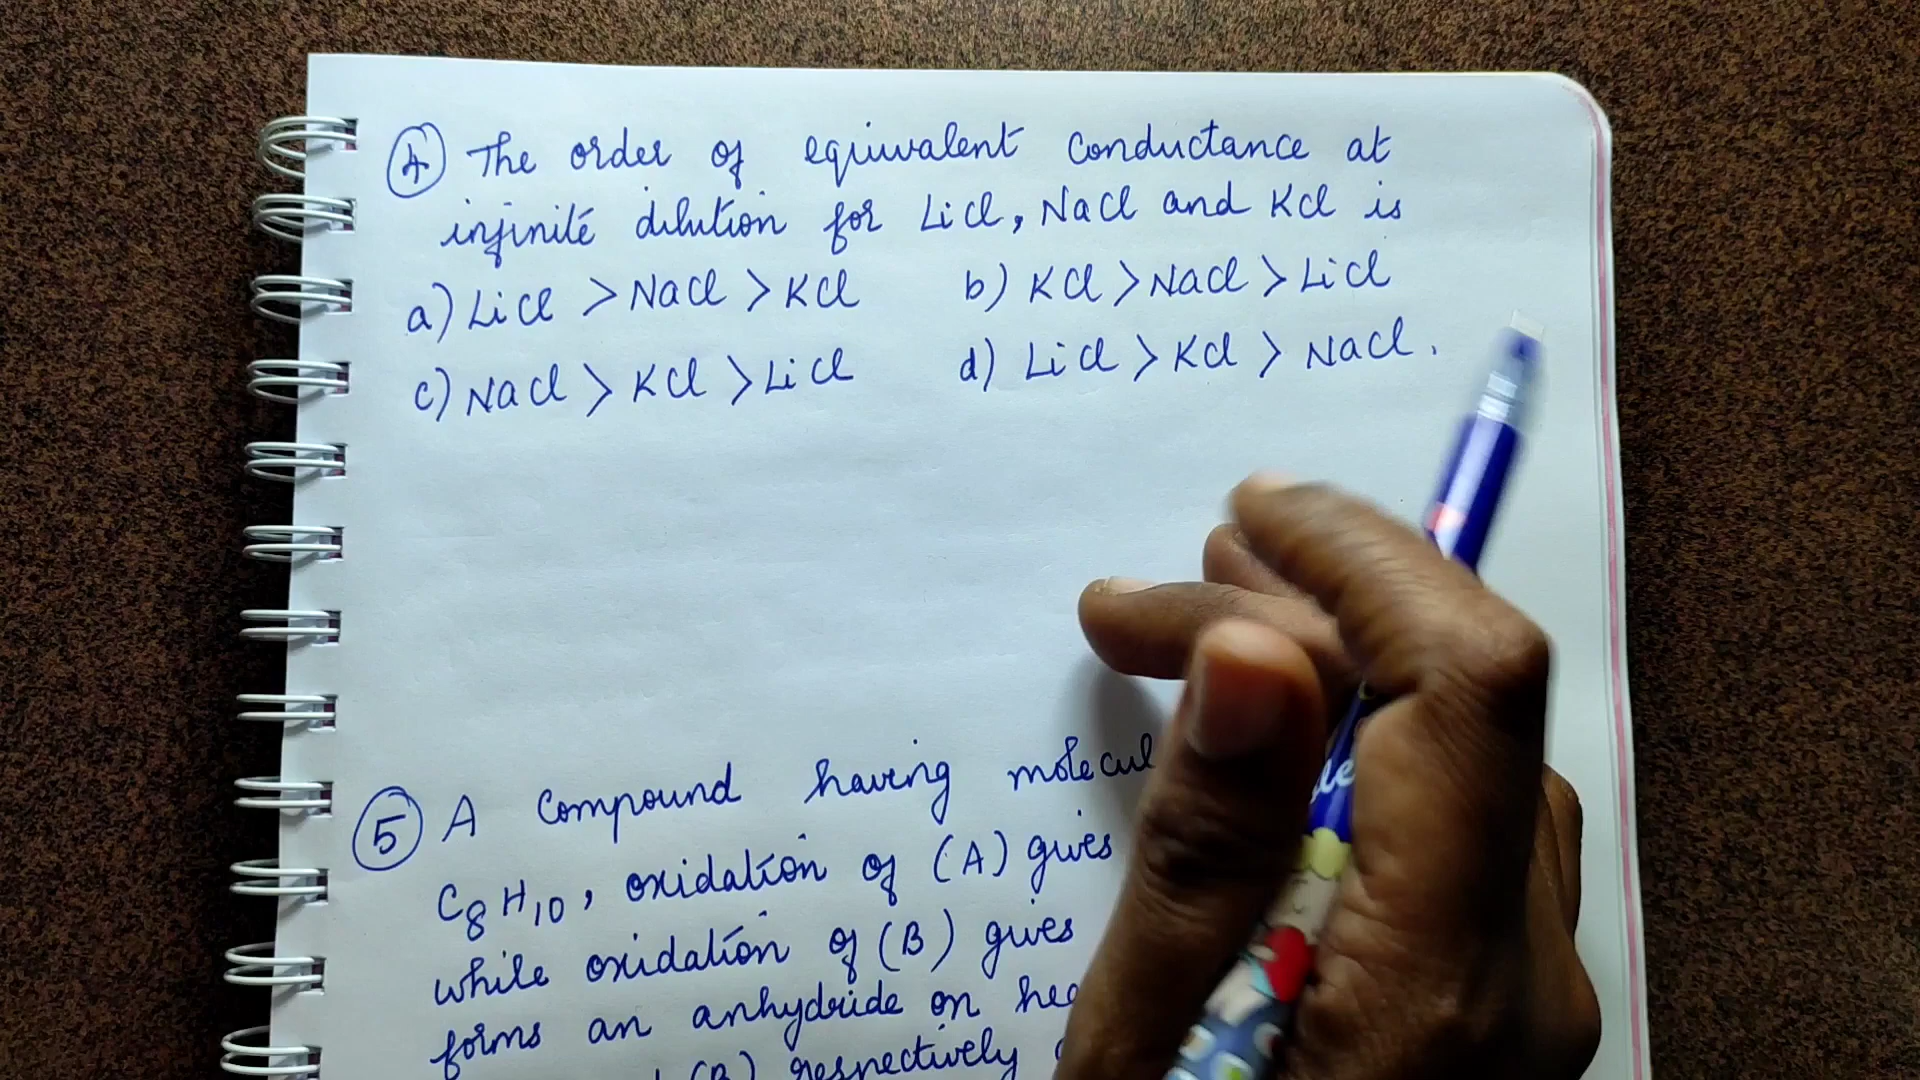 4 The order of equivalent conductance at
infinite dilution for LiCl, NaCl and KCl is
a) LiCl > NaCl > KCl b) KCl > NaCl > LiCl
c) NaCl > KCl > LiCl d) LiCl > KCl > NaCl.
5 A compound having
C8H10, oxidation of (A) gives
while oxidation of (B) gives
forms an anhydride on
(B) respectively